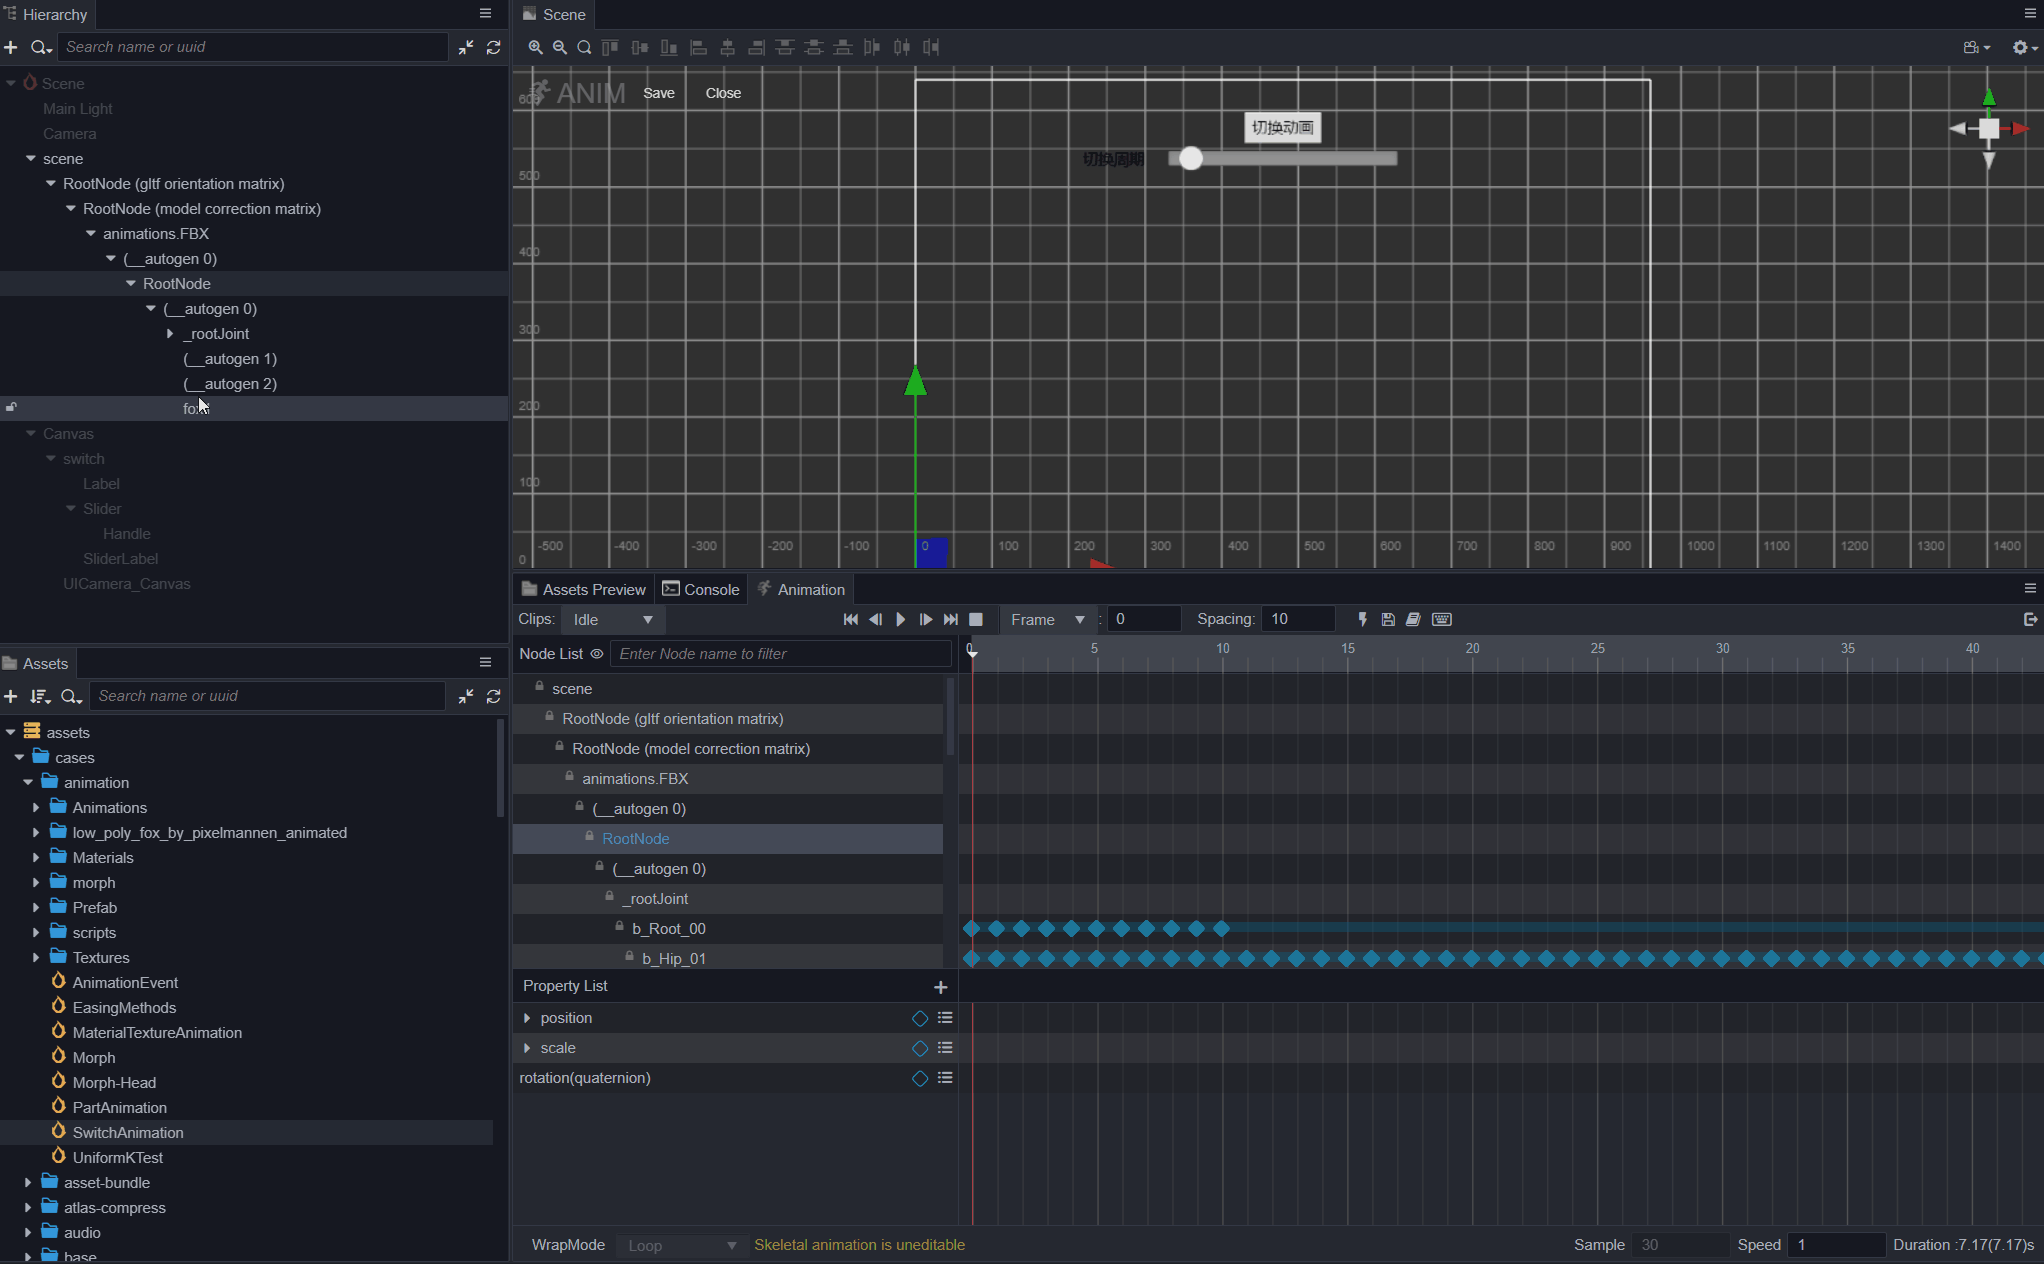 Hierarchy
Search name or uuid
Scene
Main Light
Camera
scene
RootNode (gltf orientation matrix)
RootNode (model correction matrix)
animations.FBX
(__autogen 0)
RootNode
(__autogen 0)
_rootJoint
(__autogen 1)
(__autogen 2)
Canvas
switch
Label
Slider
Handle
SliderLabel
UICamera_Canvas
Assets
Search name or uuid
assets
cases
animation
Animations
low_poly_fox_by_pixelmannen_animated
Materials
morph
Prefab
scripts
Textures
AnimationEvent
EasingMethods
MaterialTextureAnimation
Morph
Morph-Head
PartAnimation
SwitchAnimation
UniformKTest
asset-bundle
atlas-compress
audio
base
Scene
ANIM Save Close
切换动画
切换周期
600
500
400
300
200
100
0
-500 -400 -300 -200 -100 0 100 200 300 400 500 600 700 800 900 1000 1100 1200 1300 1400
Assets Preview Console Animation
Clips: Idle Frame : 0 Spacing: 10
Node List Enter Node name to filter
0 5 10 15 20 25 30 35 40
scene
RootNode (gltf orientation matrix)
RootNode (model correction matrix)
animations.FBX
(__autogen 0)
RootNode
(__autogen 0)
_rootJoint
b_Root_00
b_Hip_01
Property List
position
scale
rotation(quaternion)
WrapMode Loop Skeletal animation is uneditable Sample 30 Speed 1 Duration :7.17(7.17)s